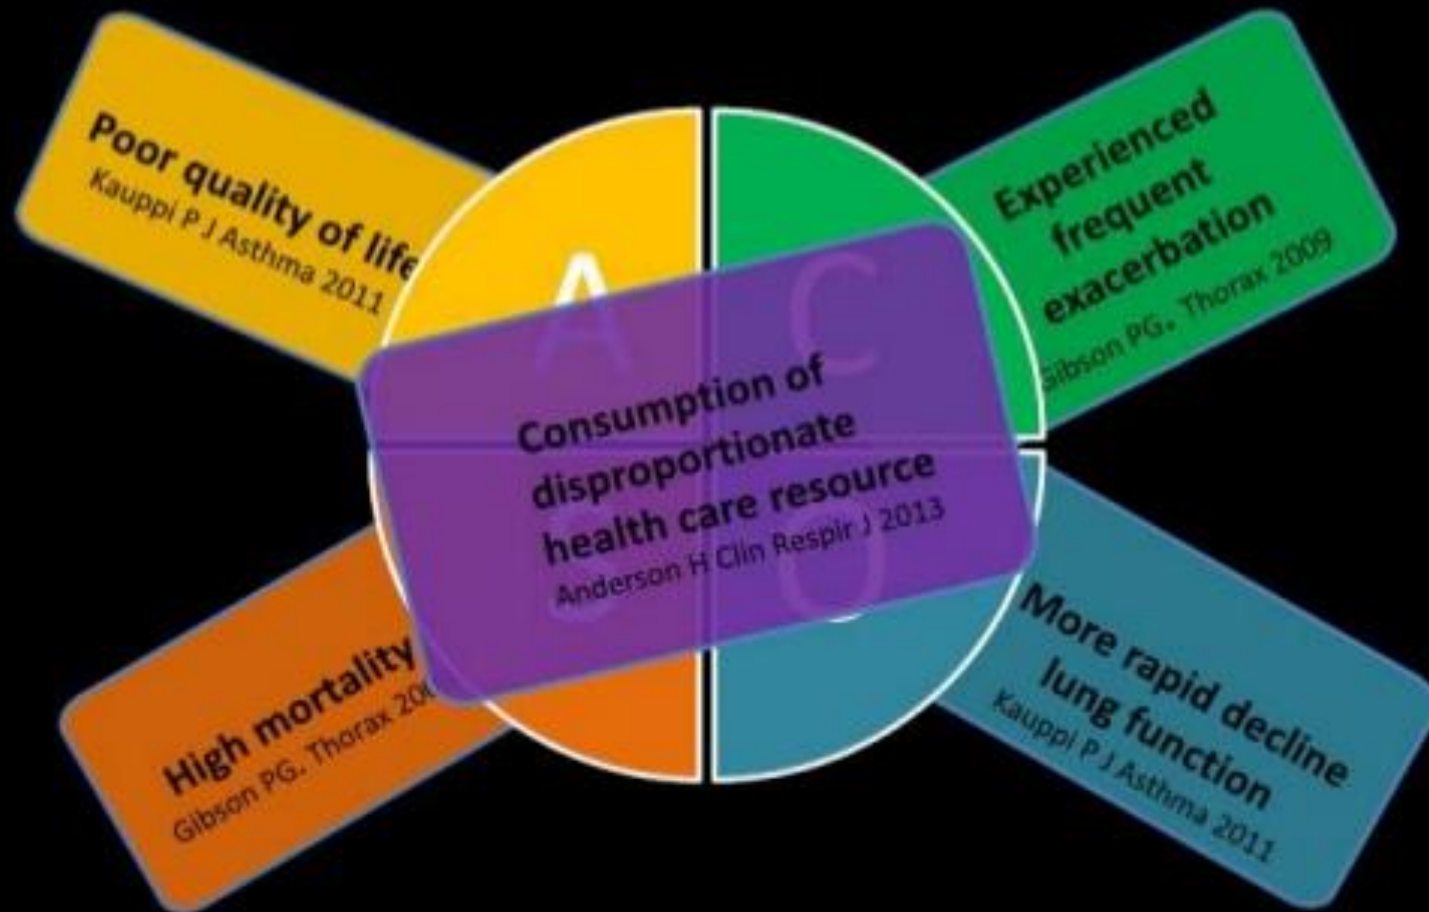 Poor quality of life
Kauppi P J Asthma 2011
Experienced
frequent
exacerbation
Gibson PG. Thorax 2009
A
C
Consumption of
disproportionate
health care resource
Anderson H Clin Respir J 2013
S
O
High mortality
Gibson PG. Thorax
More rapid decline
lung function
Kauppi P J Asthma 2011